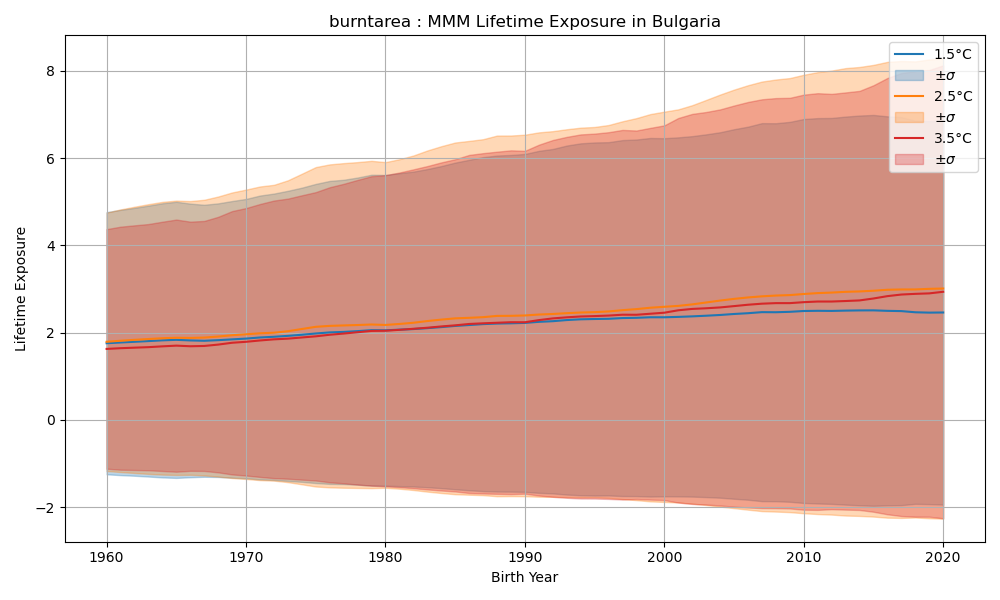 burntarea : MMM Lifetime Exposure in Bulgaria
1.5°C
±σ
2.5°C
±σ
3.5°C
±σ
Lifetime Exposure
8
6
4
2
0
−2
1960 1970 1980 1990 2000 2010 2020
Birth Year